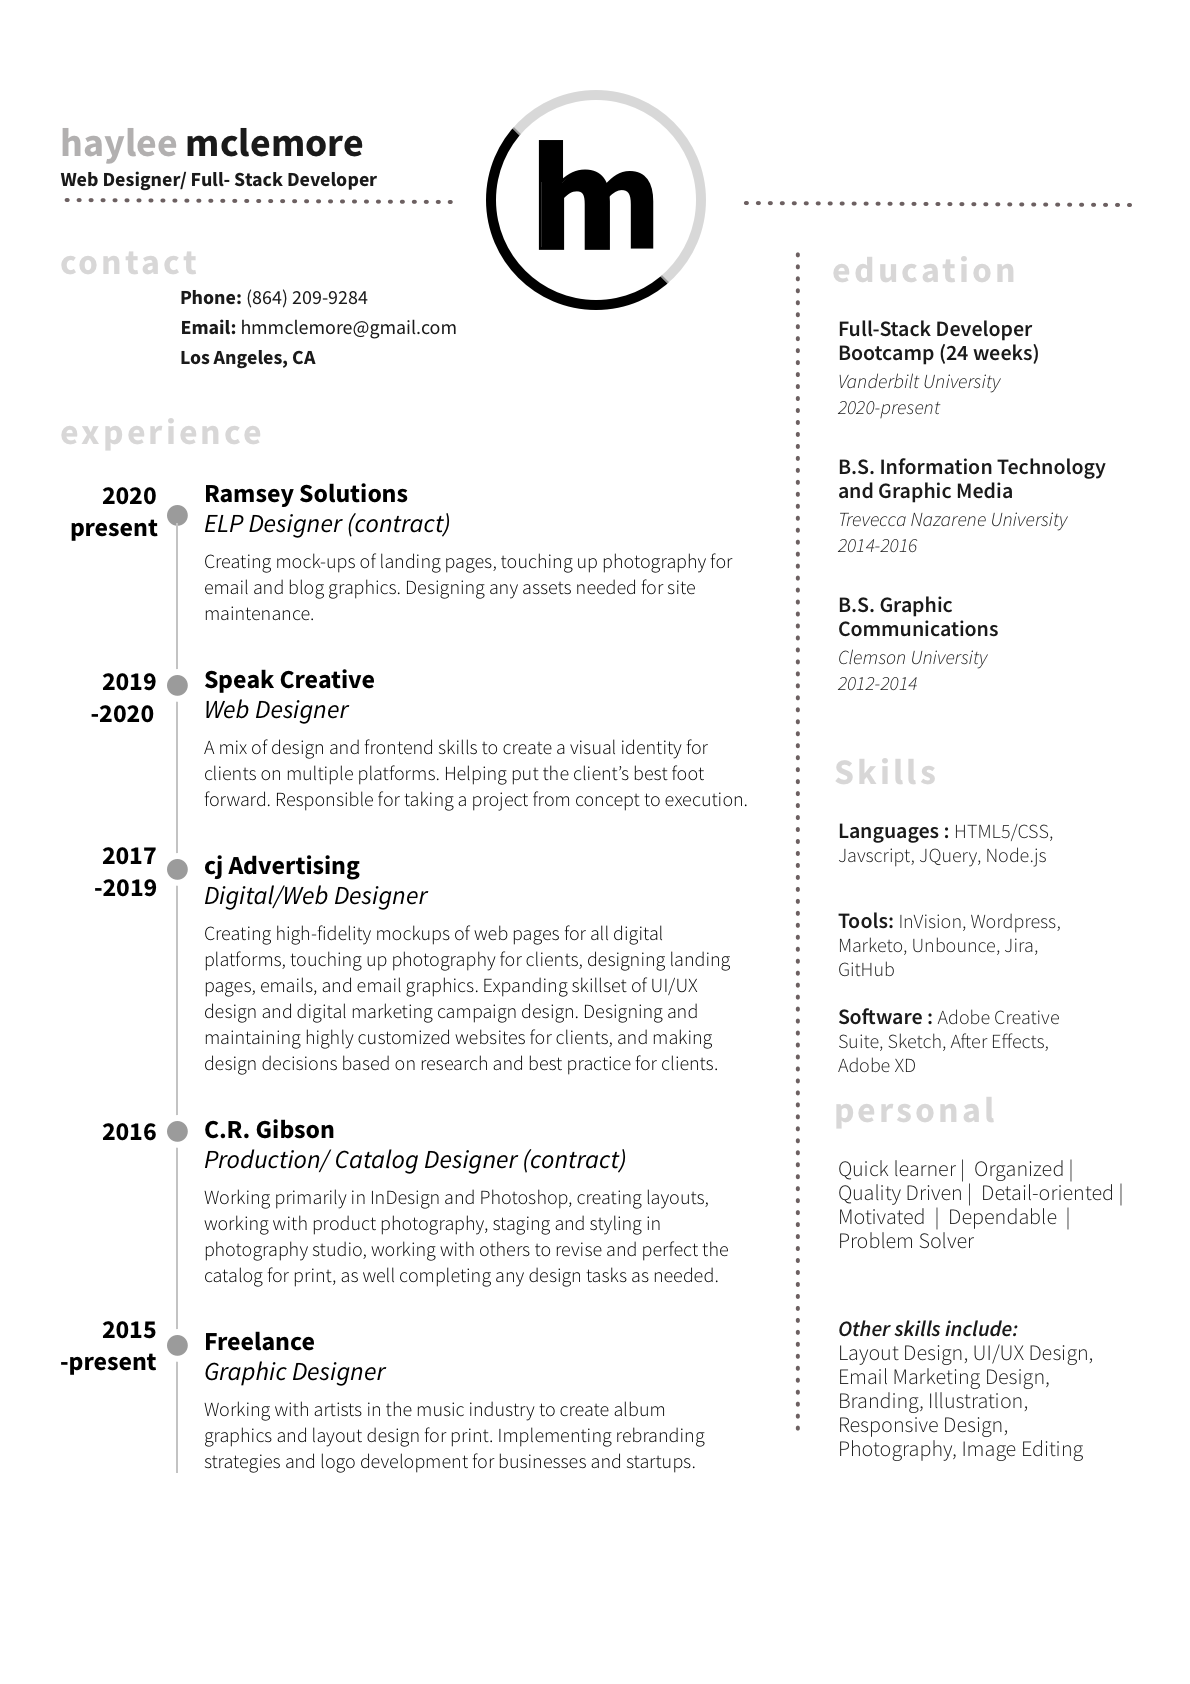 haylee mclemore
Web Designer/ Full- Stack Developer
hm
contact
Phone: (864) 209-9284
Email: hmmclemore@gmail.com
Los Angeles, CA
experience
2020
present
Ramsey Solutions
ELP Designer (contract)
Creating mock-ups of landing pages, touching up photography for
email and blog graphics. Designing any assets needed for site
maintenance.
2019
-2020
Speak Creative
Web Designer
A mix of design and frontend skills to create a visual identity for
clients on multiple platforms. Helping put the client’s best foot
forward. Responsible for taking a project from concept to execution.
2017
-2019
cj Advertising
Digital/Web Designer
Creating high-fidelity mockups of web pages for all digital
platforms, touching up photography for clients, designing landing
pages, emails, and email graphics. Expanding skillset of UI/UX
design and digital marketing campaign design. Designing and
maintaining highly customized websites for clients, and making
design decisions based on research and best practice for clients.
2016
C.R. Gibson
Production/ Catalog Designer (contract)
Working primarily in InDesign and Photoshop, creating layouts,
working with product photography, staging and styling in
photography studio, working with others to revise and perfect the
catalog for print, as well completing any design tasks as needed.
2015
-present
Freelance
Graphic Designer
Working with artists in the music industry to create album
graphics and layout design for print. Implementing rebranding
strategies and logo development for businesses and startups.
education
Full-Stack Developer
Bootcamp (24 weeks)
Vanderbilt University
2020-present
B.S. Information Technology
and Graphic Media
Trevecca Nazarene University
2014-2016
B.S. Graphic
Communications
Clemson University
2012-2014
Skills
Languages : HTML5/CSS,
Javscript, JQuery, Node.js
Tools: InVision, Wordpress,
Marketo, Unbounce, Jira,
GitHub
Software : Adobe Creative
Suite, Sketch, After Effects,
Adobe XD
personal
Quick learner | Organized |
Quality Driven | Detail-oriented |
Motivated | Dependable |
Problem Solver
Other skills include:
Layout Design, UI/UX Design,
Email Marketing Design,
Branding, Illustration,
Responsive Design,
Photography, Image Editing